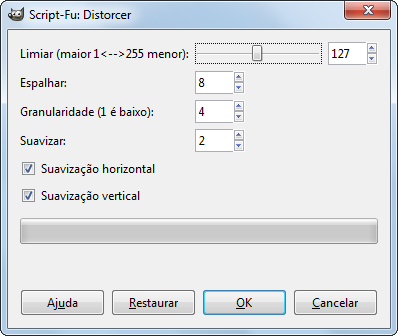 Script-Fu: Distorcer
Limiar (maior 1<-->255 menor): 127
Espalhar: 8
Granularidade (1 é baixo): 4
Suavizar: 2
Suavização horizontal
Suavização vertical
Ajuda Restaurar OK Cancelar